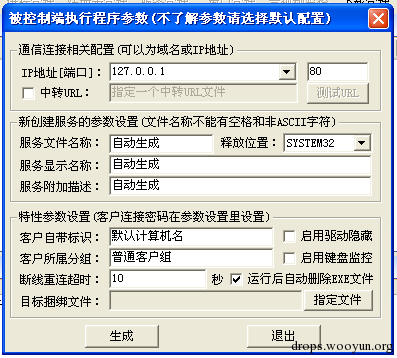 被控制端执行程序参数(不了解参数请选择默认配置)
通信连接相关配置(可以为域名或IP地址)
IP地址[端口]: 127.0.0.1 80
中转URL: 指定一个中转URL文件 测试URL
新创建服务的参数设置(文件名称不能有空格和非ASCII字符)
服务文件名称: 自动生成 释放位置: SYSTEM32
服务显示名称: 自动生成
服务附加描述: 自动生成
特性参数设置(客户连接密码在参数设置里设置)
客户自带标识: 默认计算机名 启用驱动隐藏
客户所属分组: 普通客户组 启用键盘监控
断线重连超时: 10 秒 运行后自动删除EXE文件
目标捆绑文件: 指定文件
生成 退出
drops.wooyun.org